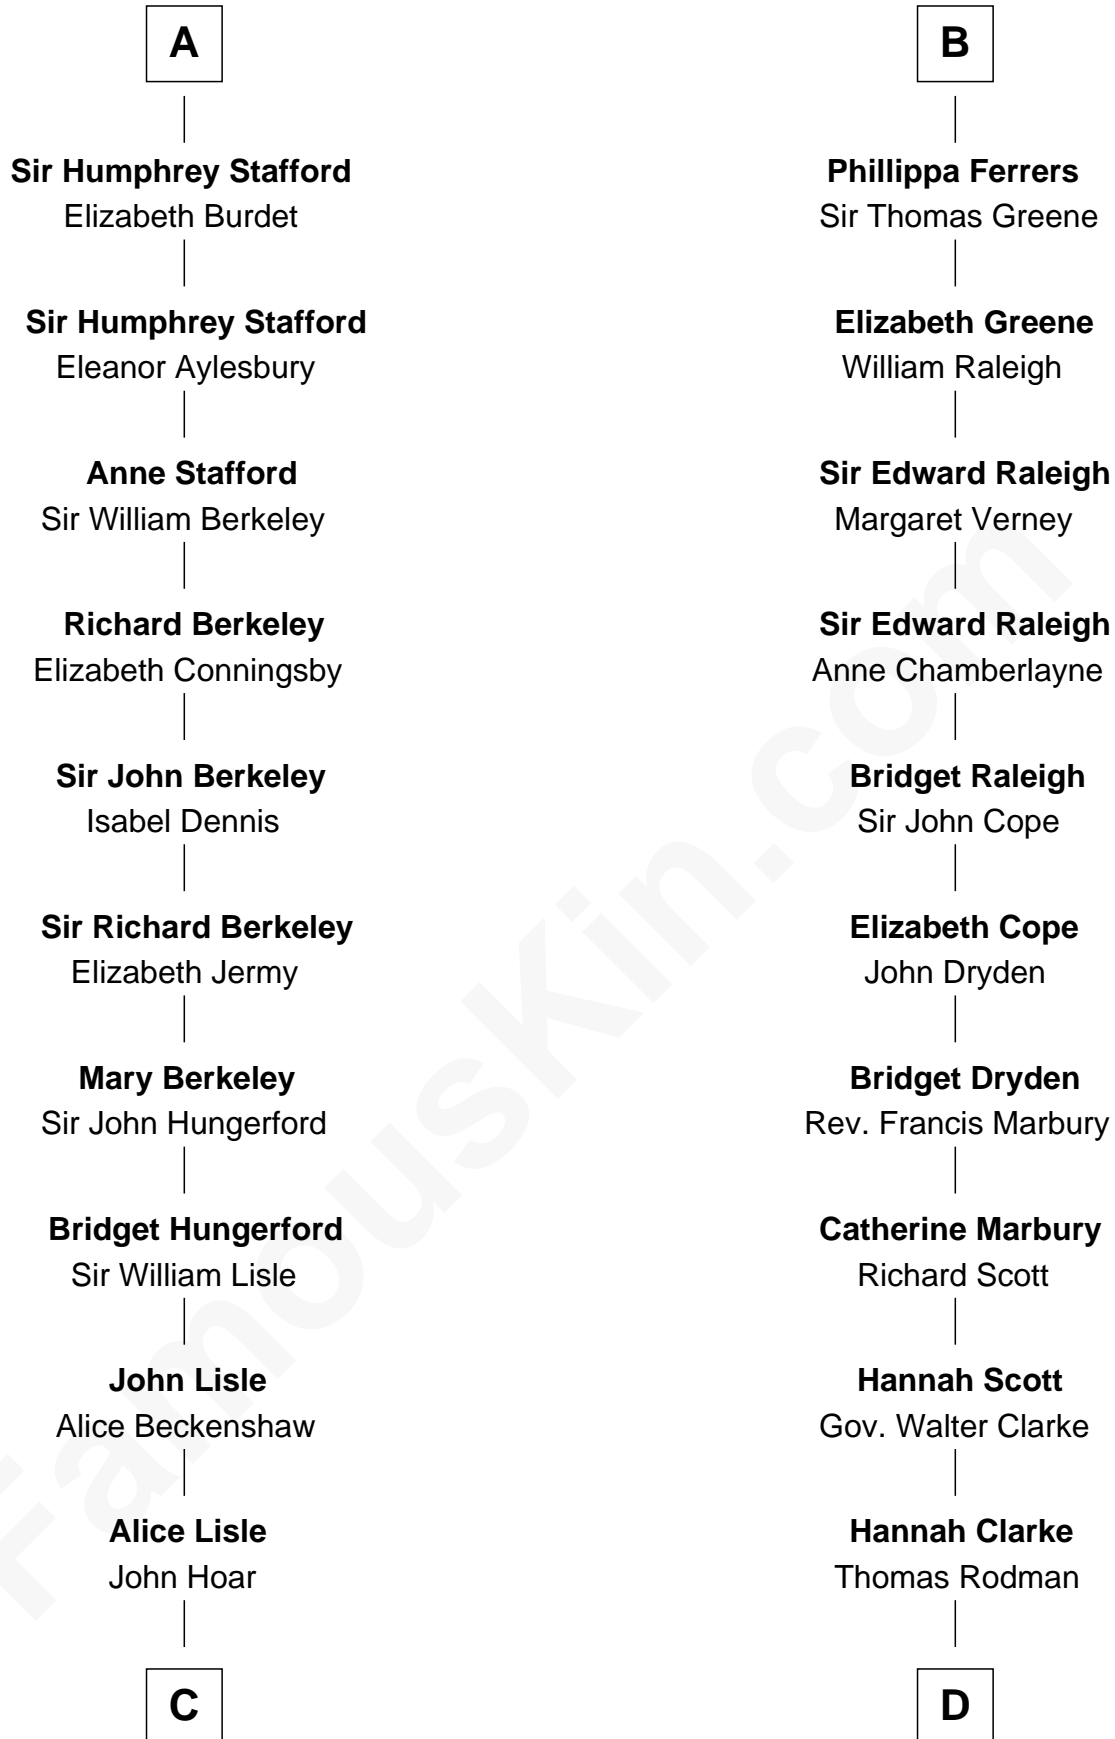 A
Sir Humphrey Stafford
Elizabeth Burdet
Sir Humphrey Stafford
Eleanor Aylesbury
Anne Stafford
Sir William Berkeley
Richard Berkeley
Elizabeth Conningsby
Sir John Berkeley
Isabel Dennis
Sir Richard Berkeley
Elizabeth Jermy
Mary Berkeley
Sir John Hungerford
Bridget Hungerford
Sir William Lisle
John Lisle
Alice Beckenshaw
Alice Lisle
John Hoar
C
B
Phillippa Ferrers
Sir Thomas Greene
Elizabeth Greene
William Raleigh
Sir Edward Raleigh
Margaret Verney
Sir Edward Raleigh
Anne Chamberlayne
Bridget Raleigh
Sir John Cope
Elizabeth Cope
John Dryden
Bridget Dryden
Rev. Francis Marbury
Catherine Marbury
Richard Scott
Hannah Scott
Gov. Walter Clarke
Hannah Clarke
Thomas Rodman
D
FamousKin.com